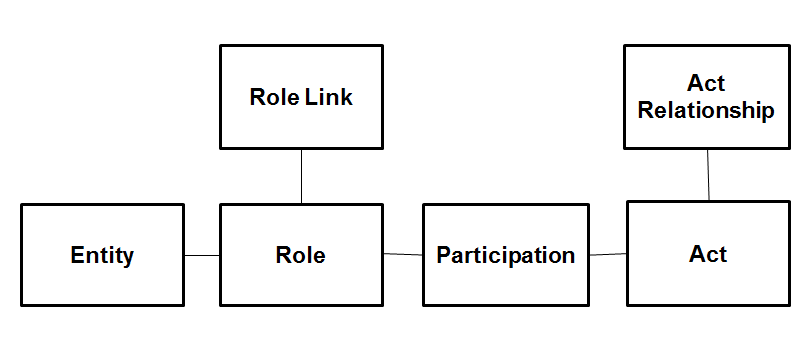 Role Link
Act
Relationship
Entity
Role
Participation
Act